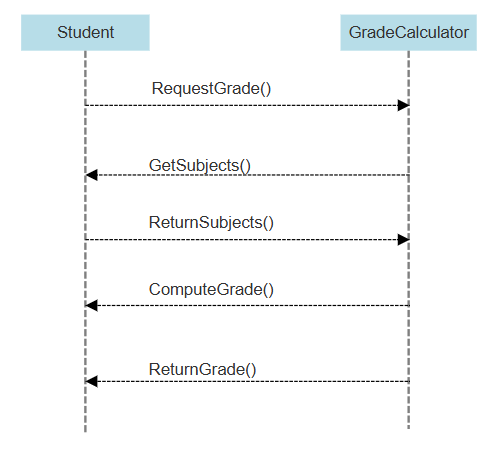 Student
GradeCalculator
RequestGrade()
GetSubjects()
ReturnSubjects()
ComputeGrade()
ReturnGrade()